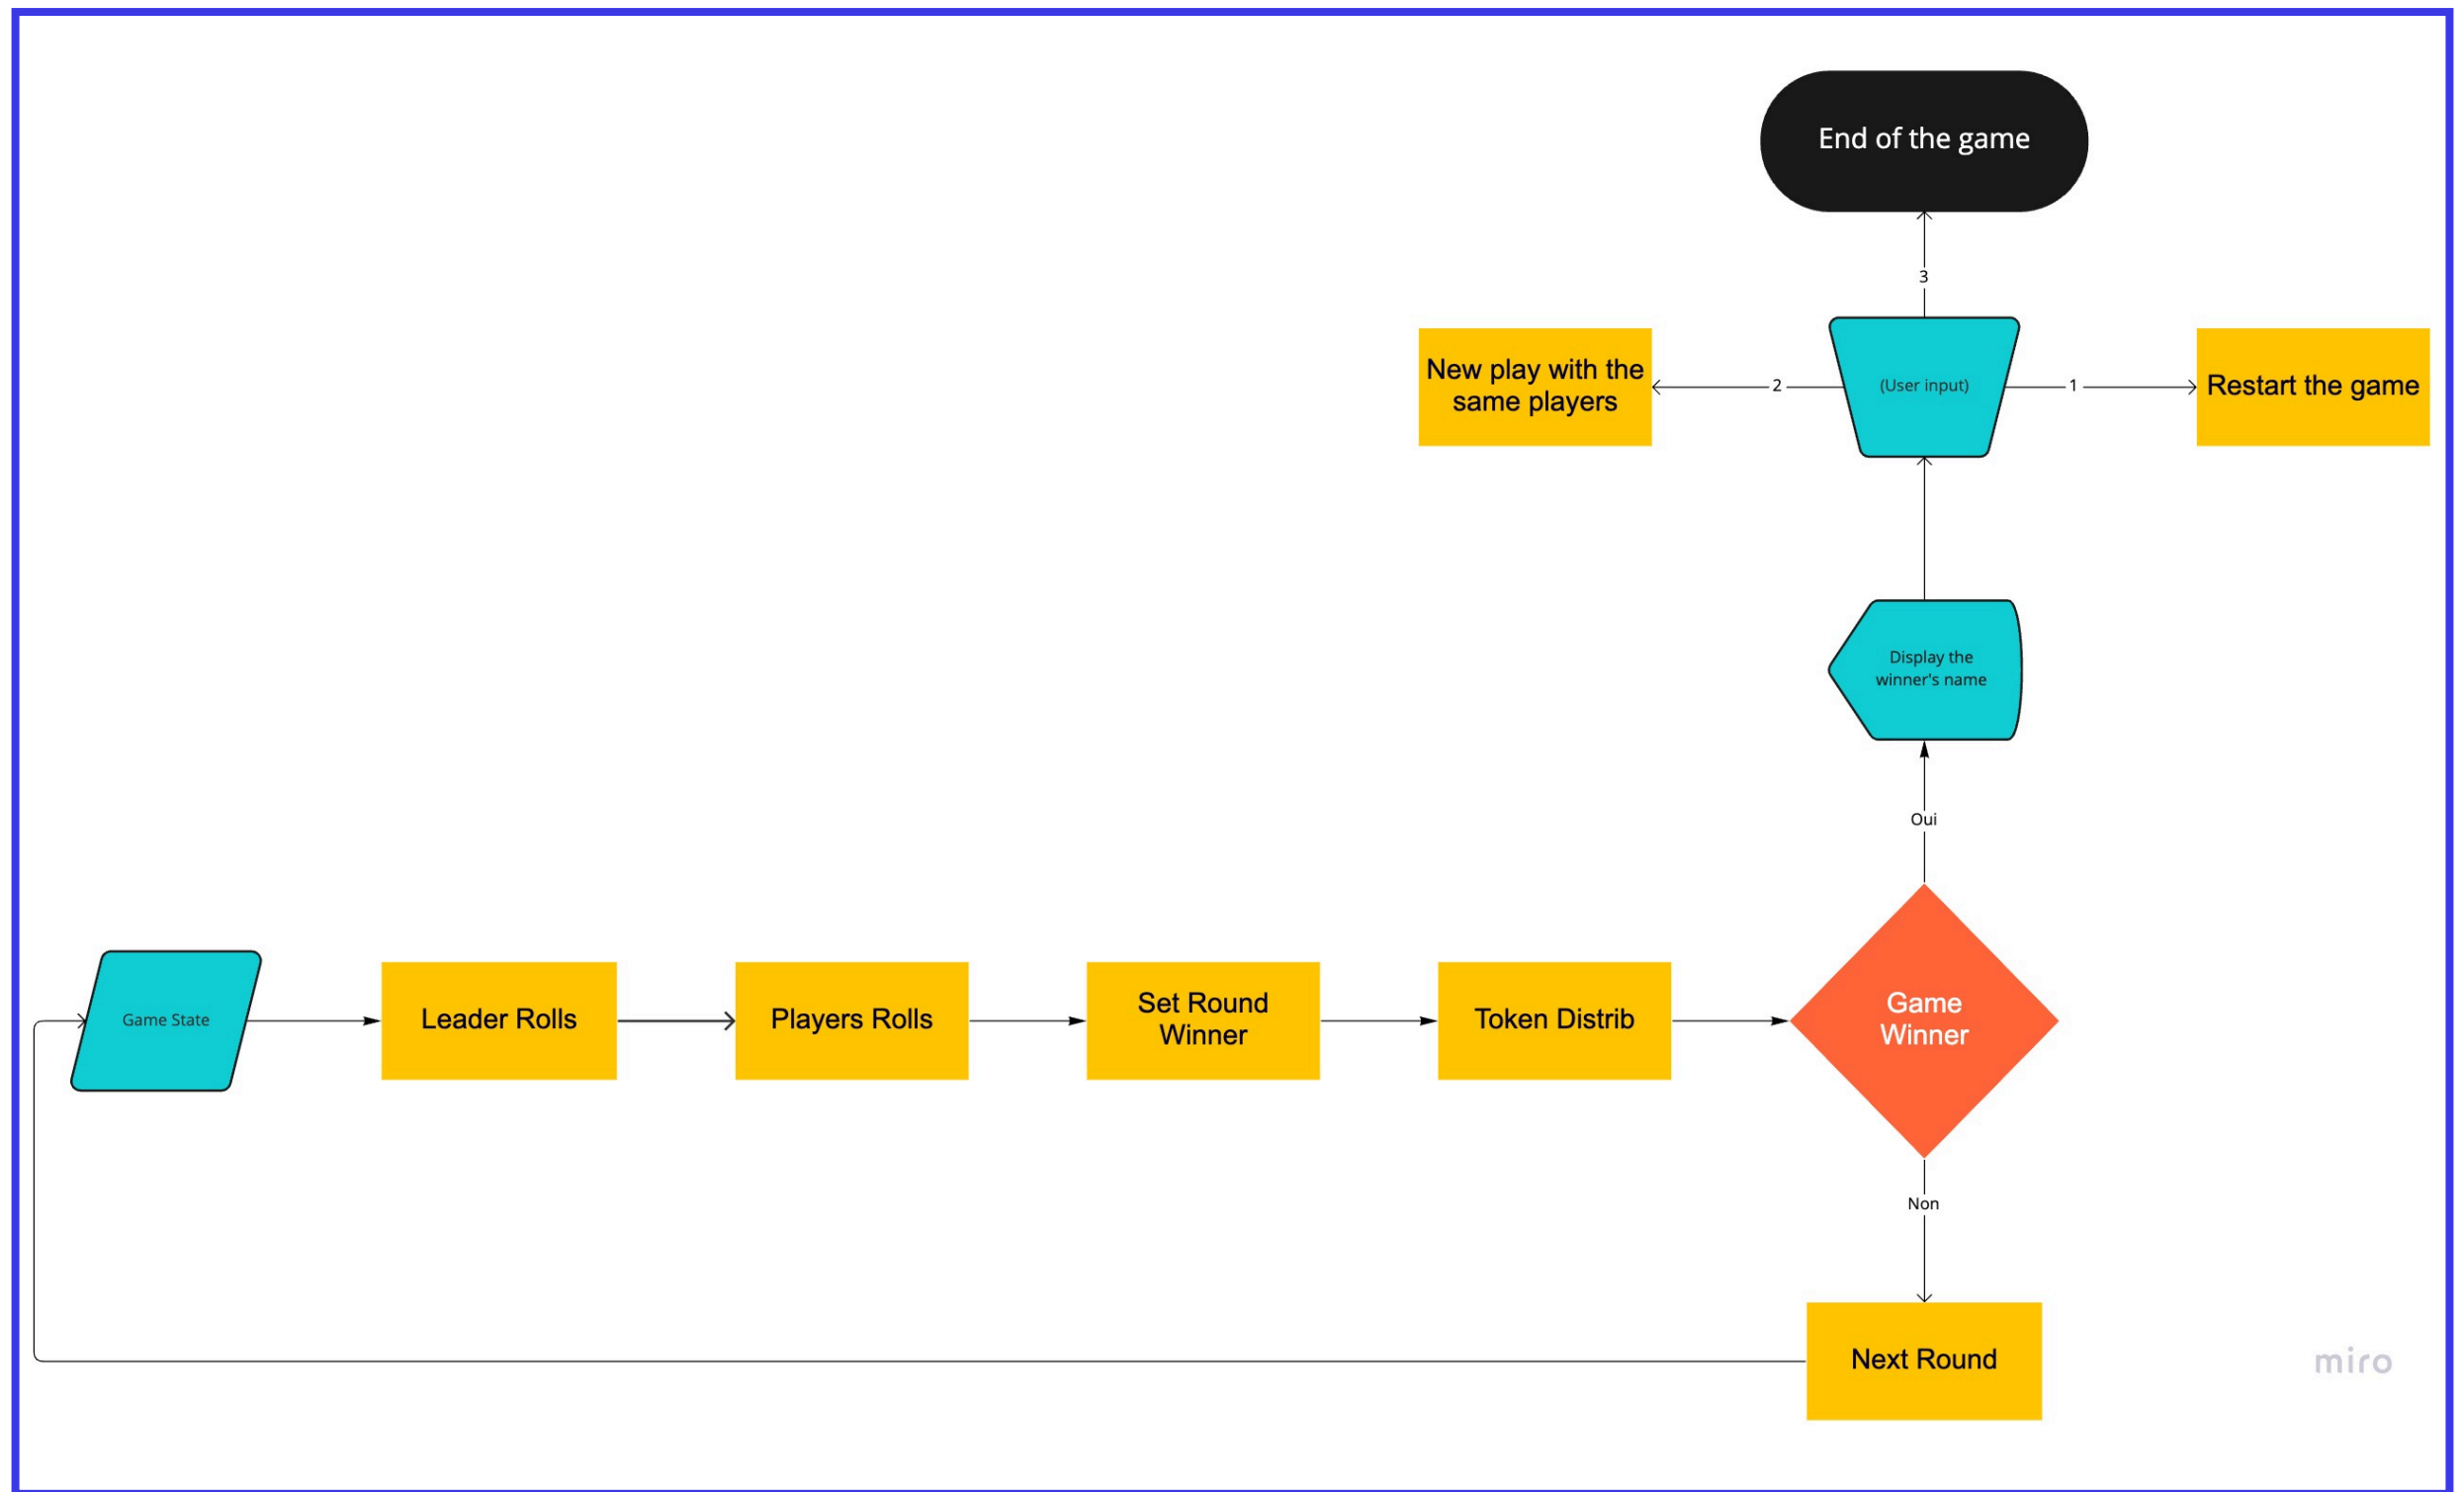 End of the game
3
New play with the
same players
2
(User input)
1
Restart the game
Display the
winner's name
Oui
Game State
Leader Rolls
Players Rolls
Set Round
Winner
Token Distrib
Game
Winner
Non
Next Round
miro